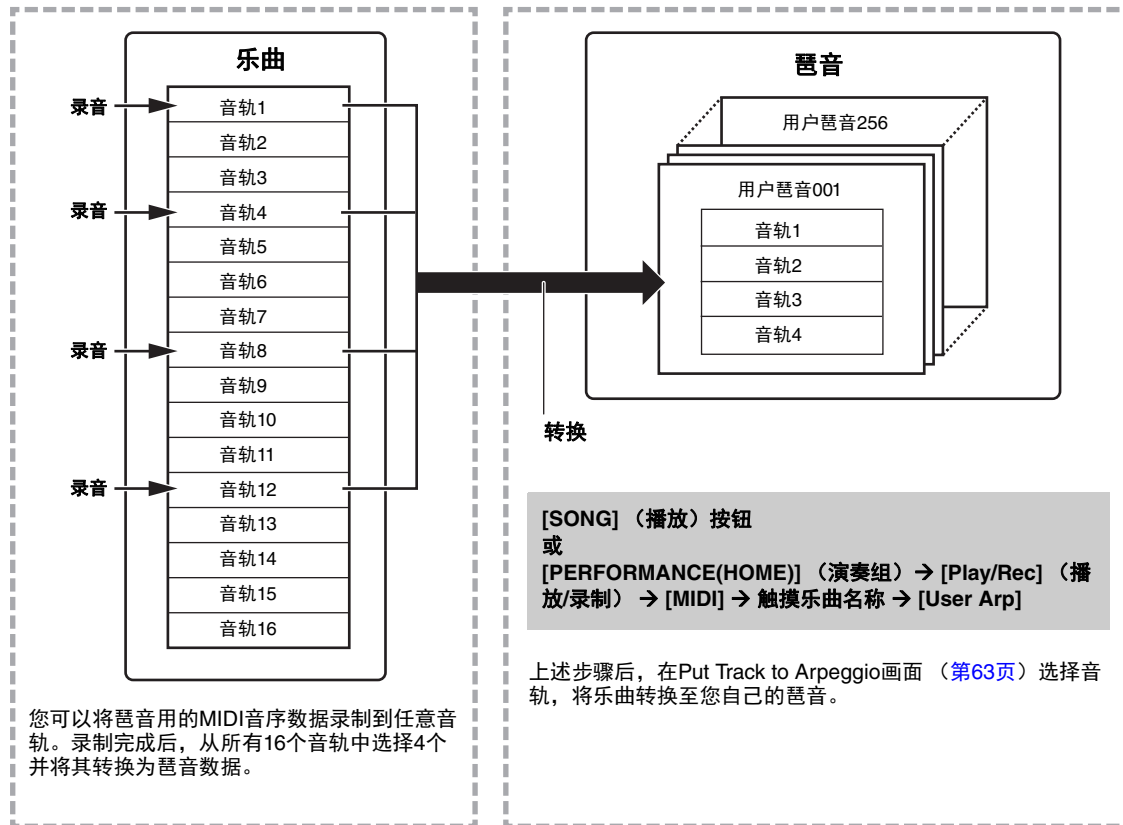 乐曲
录音
音轨1
音轨2
音轨3
录音
音轨4
音轨5
音轨6
音轨7
录音
音轨8
音轨9
音轨10
音轨11
录音
音轨12
音轨13
音轨14
音轨15
音轨16
您可以将琶音用的MIDI音序数据录制到任意音
轨。录制完成后，从所有16个音轨中选择4个
并将其转换为琶音数据。
琶音
用户琶音256
用户琶音001
音轨1
音轨2
音轨3
音轨4
转换
[SONG] （播放）按钮
或
[PERFORMANCE(HOME)] （演奏组）→ [Play/Rec] （播
放/录制） → [MIDI] → 触摸乐曲名称 → [User Arp]
上述步骤后，在Put Track to Arpeggio画面 （第63页）选择音
轨，将乐曲转换至您自己的琶音。